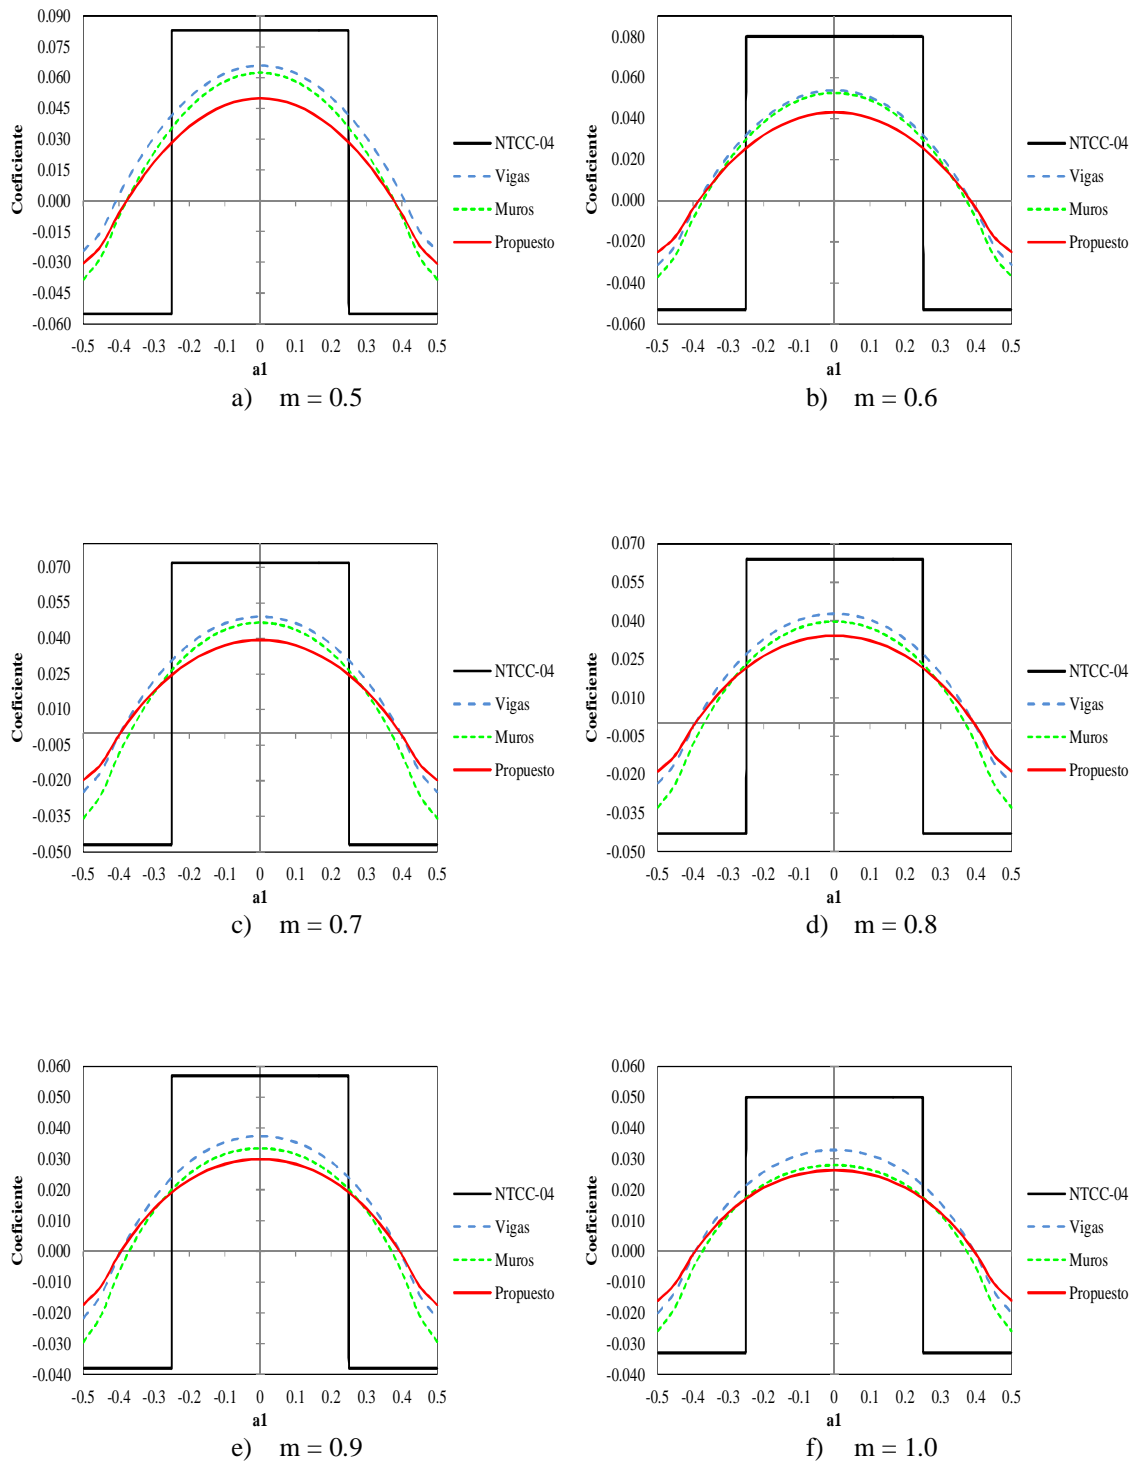 0.090
0.075
0.060
0.045
0.030
0.015
0.000
-0.015
-0.030
-0.045
-0.060
Coeficiente
-0.5 -0.4 -0.3 -0.2 -0.1 0 0.1 0.2 0.3 0.4 0.5
a1
NTCC-04
Vigas
Muros
Propuesto
a) m = 0.5
0.080
0.060
0.040
0.020
0.000
-0.020
-0.040
-0.060
Coeficiente
-0.5 -0.4 -0.3 -0.2 -0.1 0 0.1 0.2 0.3 0.4 0.5
a1
NTCC-04
Vigas
Muros
Propuesto
b) m = 0.6
0.070
0.055
0.040
0.025
0.010
-0.005
-0.020
-0.035
-0.050
Coeficiente
-0.5 -0.4 -0.3 -0.2 -0.1 0 0.1 0.2 0.3 0.4 0.5
a1
NTCC-04
Vigas
Muros
Propuesto
c) m = 0.7
0.070
0.055
0.040
0.025
0.010
-0.005
-0.020
-0.035
-0.050
Coeficiente
-0.5 -0.4 -0.3 -0.2 -0.1 0 0.1 0.2 0.3 0.4 0.5
a1
NTCC-04
Vigas
Muros
Propuesto
d) m = 0.8
0.060
0.050
0.040
0.030
0.020
0.010
0.000
-0.010
-0.020
-0.030
-0.040
Coeficiente
-0.5 -0.4 -0.3 -0.2 -0.1 0 0.1 0.2 0.3 0.4 0.5
a1
NTCC-04
Vigas
Muros
Propuesto
e) m = 0.9
0.060
0.050
0.040
0.030
0.020
0.010
0.000
-0.010
-0.020
-0.030
-0.040
Coeficiente
-0.5 -0.4 -0.3 -0.2 -0.1 0 0.1 0.2 0.3 0.4 0.5
a1
NTCC-04
Vigas
Muros
Propuesto
f) m = 1.0